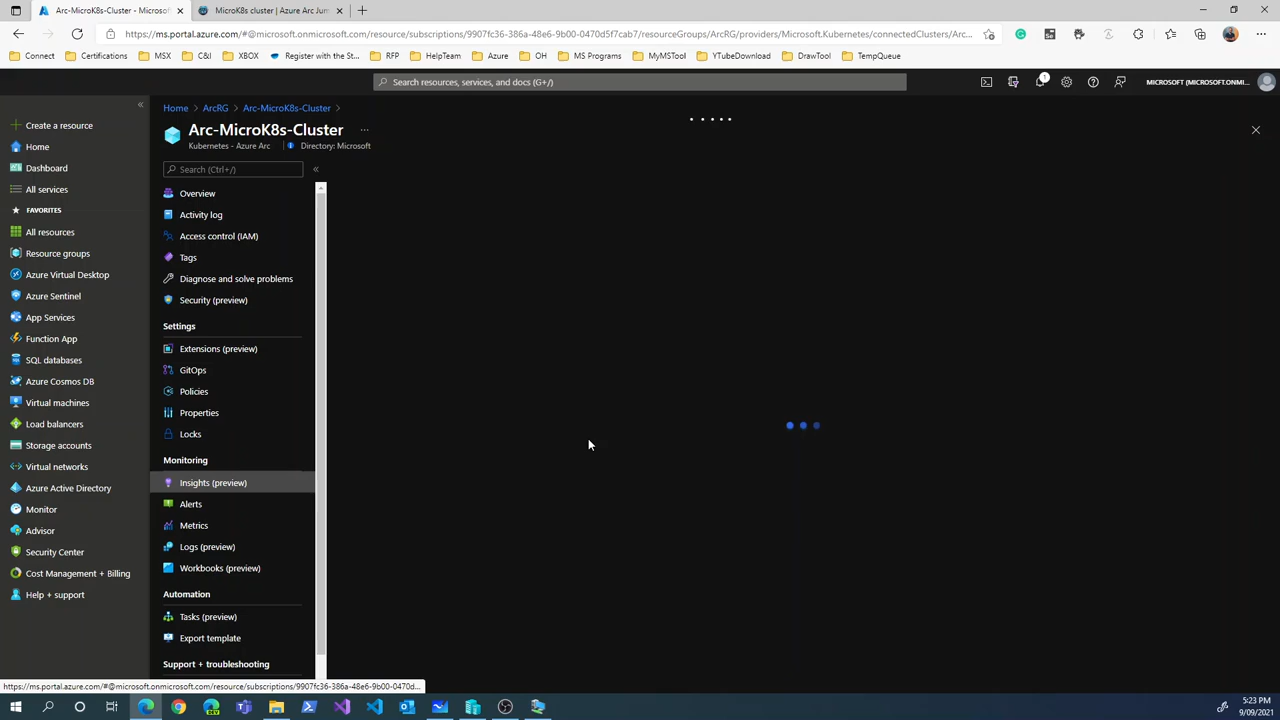 Arc-MicroK8s-Cluster - Microsoft
MicroK8s cluster | Azure Arc Jum
https://ms.portal.azure.com/#@microsoft.onmicrosoft.com/resource/subscriptions/9907fc36-386a-48e6-9b00-0470d5f7cab7/resourceGroups/ArcRG/providers/Microsoft.Kubernetes/connectedClusters/Arc...
Connect
Certifications
MSX
C&I
XBOX
Register with the St...
RFP
HelpTeam
Azure
OH
MS Programs
MyMSTool
YTubeDownload
DrawTool
TempQueue
Search resources, services, and docs (G+/)
1
MICROSOFT (MICROSOFT.ONMI...
Create a resource
Home
Dashboard
All services
FAVORITES
All resources
Resource groups
Azure Virtual Desktop
Azure Sentinel
App Services
Function App
SQL databases
Azure Cosmos DB
Virtual machines
Load balancers
Storage accounts
Virtual networks
Azure Active Directory
Monitor
Advisor
Security Center
Cost Management + Billing
Help + support
Home > ArcRG > Arc-MicroK8s-Cluster >
Arc-MicroK8s-Cluster ...
Kubernetes - Azure Arc
Directory: Microsoft
Search (Ctrl+/)
Overview
Activity log
Access control (IAM)
Tags
Diagnose and solve problems
Security (preview)
Settings
Extensions (preview)
GitOps
Policies
Properties
Locks
Monitoring
Insights (preview)
Alerts
Metrics
Logs (preview)
Workbooks (preview)
Automation
Tasks (preview)
Export template
Support + troubleshooting
https://ms.portal.azure.com/#@microsoft.onmicrosoft.com/resource/subscriptions/9907fc36-386a-48e6-9b00-0470d...
5:23 PM
9/09/2021